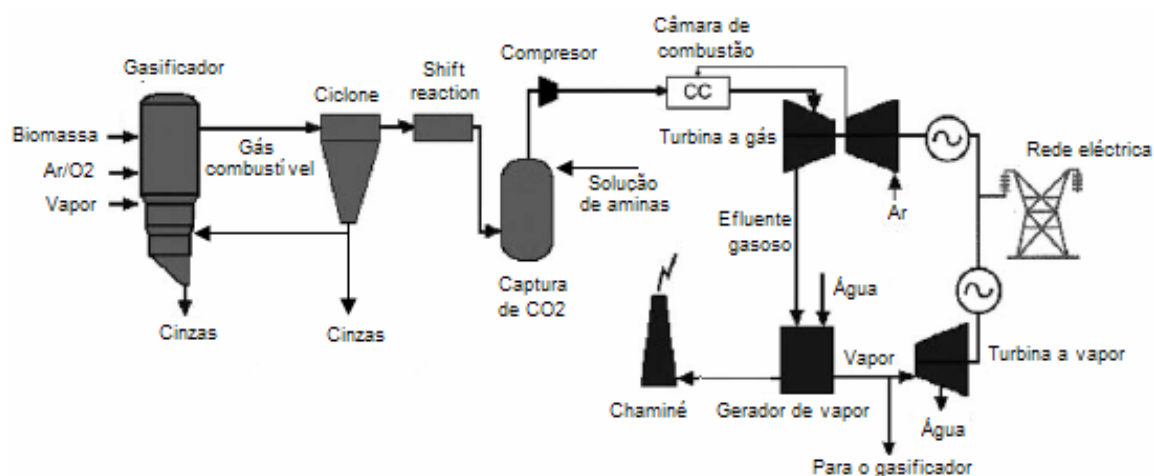 Gasificador
Biomassa
Ar/O2
Vapor
Cinzas
Gás
combustível
Ciclone
Cinzas
Shift
reaction
Captura
de CO2
Solução
de aminas
Compresor
Câmara de
combustão
CC
Turbina a gás
Ar
Rede eléctrica
Efluente
gasoso
Água
Chaminé
Gerador de vapor
Vapor
Turbina a vapor
Água
Para o gasificador